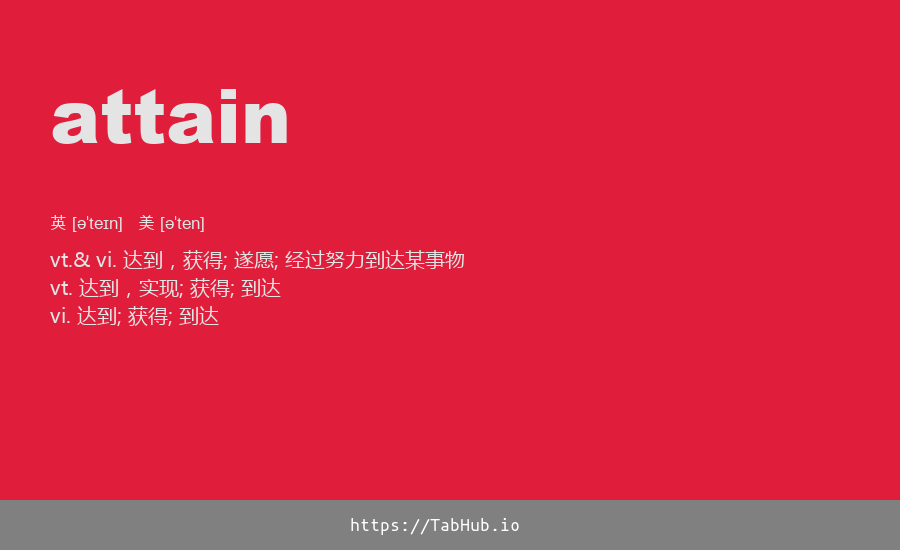 attain
英 [ə'teɪn] 美 [ə'ten]
vt.& vi. 达到，获得; 遂愿; 经过努力到达某事物
vt. 达到，实现; 获得; 到达
vi. 达到; 获得; 到达
https://TabHub.io